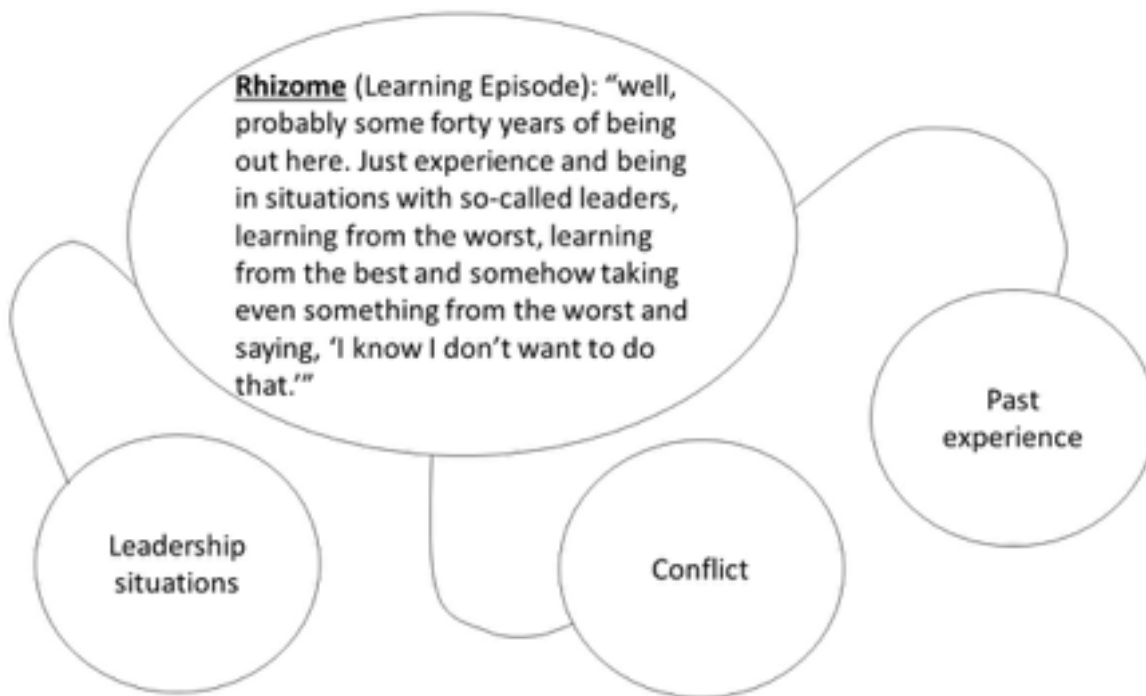 Rhizome (Learning Episode): “well,
probably some forty years of being
out here. Just experience and being
in situations with so-called leaders,
learning from the worst, learning
from the best and somehow taking
even something from the worst and
saying, ‘I know I don’t want to do
that.’”
Past
experience
Leadership
situations
Conflict